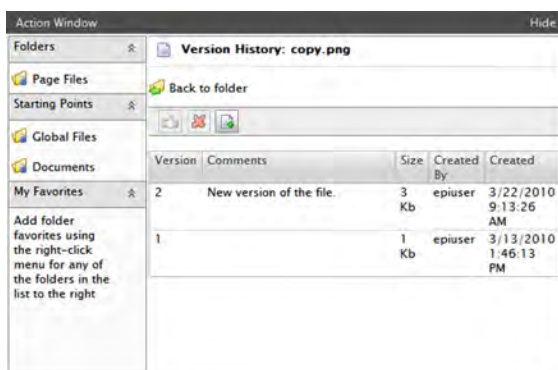 Action Window Hide
Folders
Page Files
Starting Points
Global Files
Documents
My Favorites
Add folder
favorites using
the right-click
menu for any of
the folders in the
list to the right
Version History: copy.png
Back to folder
Version Comments Size Created By Created
2 New version of the file. 3 Kb epiuser 3/22/2010 9:13:26 AM
1 1 Kb epiuser 3/13/2010 1:46:13 PM